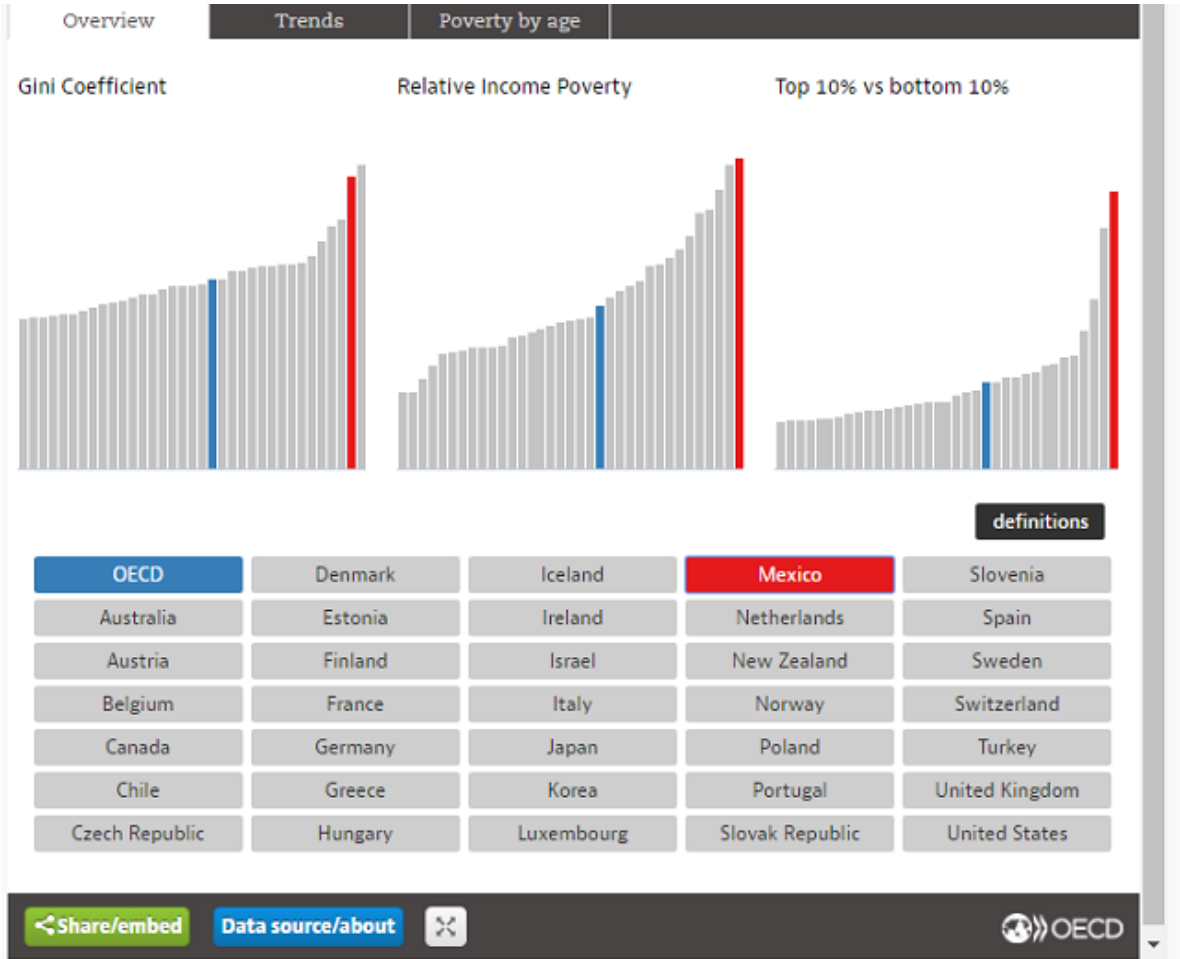 Overview Trends Poverty by age
Gini Coefficient Relative Income Poverty Top 10% vs bottom 10%
definitions
OECD Denmark Iceland Mexico Slovenia
Australia Estonia Ireland Netherlands Spain
Austria Finland Israel New Zealand Sweden
Belgium France Italy Norway Switzerland
Canada Germany Japan Poland Turkey
Chile Greece Korea Portugal United Kingdom
Czech Republic Hungary Luxembourg Slovak Republic United States
Share/embed Data source/about OECD